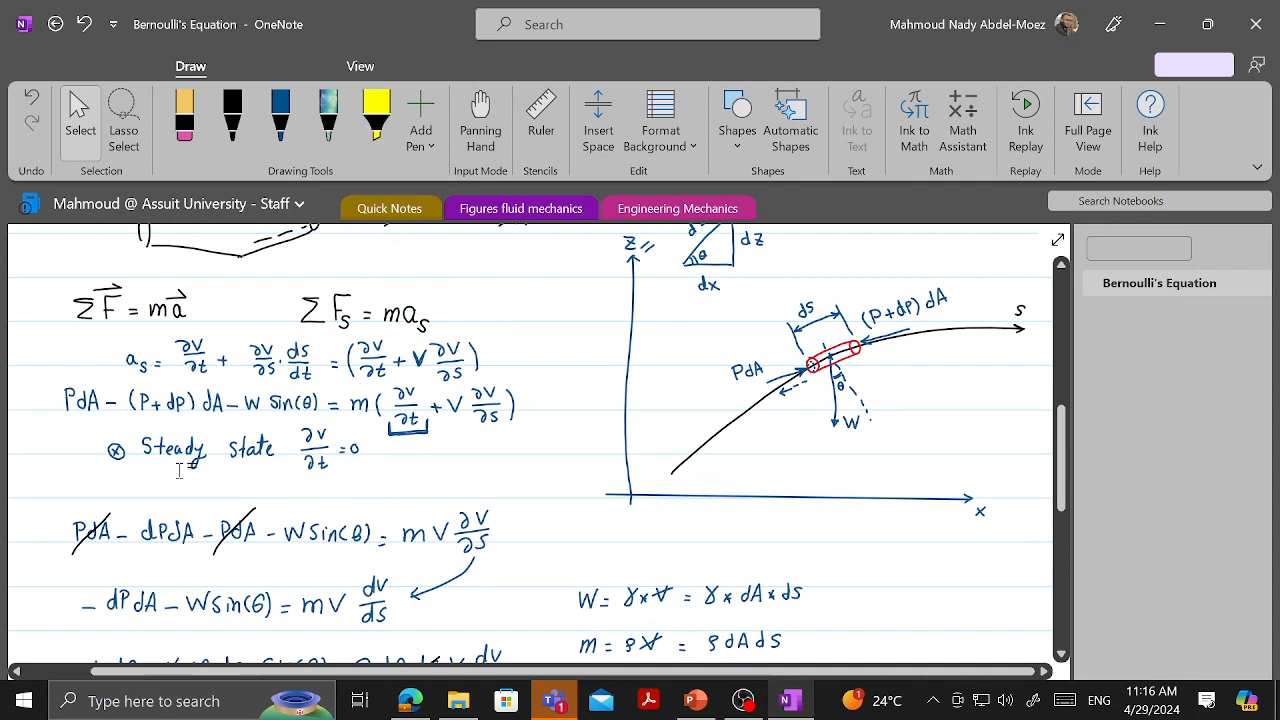 Bernoulli's Equation - OneNote
Search
Mahmoud Nady Abdel-Moez
Draw
View
Select
Lasso Select
Add Pen
Panning Hand
Ruler
Insert Space
Format Background
Shapes
Automatic Shapes
Ink to Text
Ink to Math
Math Assistant
Ink Replay
Full Page View
Ink Help
Undo
Selection
Drawing Tools
Input Mode
Stencils
Edit
Shapes
Text
Math
Replay
View
Help
Mahmoud @ Assuit University - Staff
Quick Notes
Figures fluid mechanics
Engineering Mechanics
Search Notebooks
Bernoulli's Equation
Z
d
θ
dz
dx
ΣF = ma
ΣFs = mas
as = ∂V/∂t + ∂V/∂s · ds/dt = (∂V/∂t + V ∂V/∂s)
PdA - (P+dP) dA - W sin(θ) = m (∂V/∂t + V ∂V/∂s)
⊗ Steady state ∂V/∂t = 0
PdA - dPdA - PdA - W Sin(θ) = m V ∂V/∂s
- dP dA - W sin(θ) = m V dV/ds
ds
(P+dP) dA
S
PdA
θ
W
x
W = γ * V = γ * dA * ds
m = ρ V = ρ dA ds
Type here to search
24°C
ENG
11:16 AM
4/29/2024